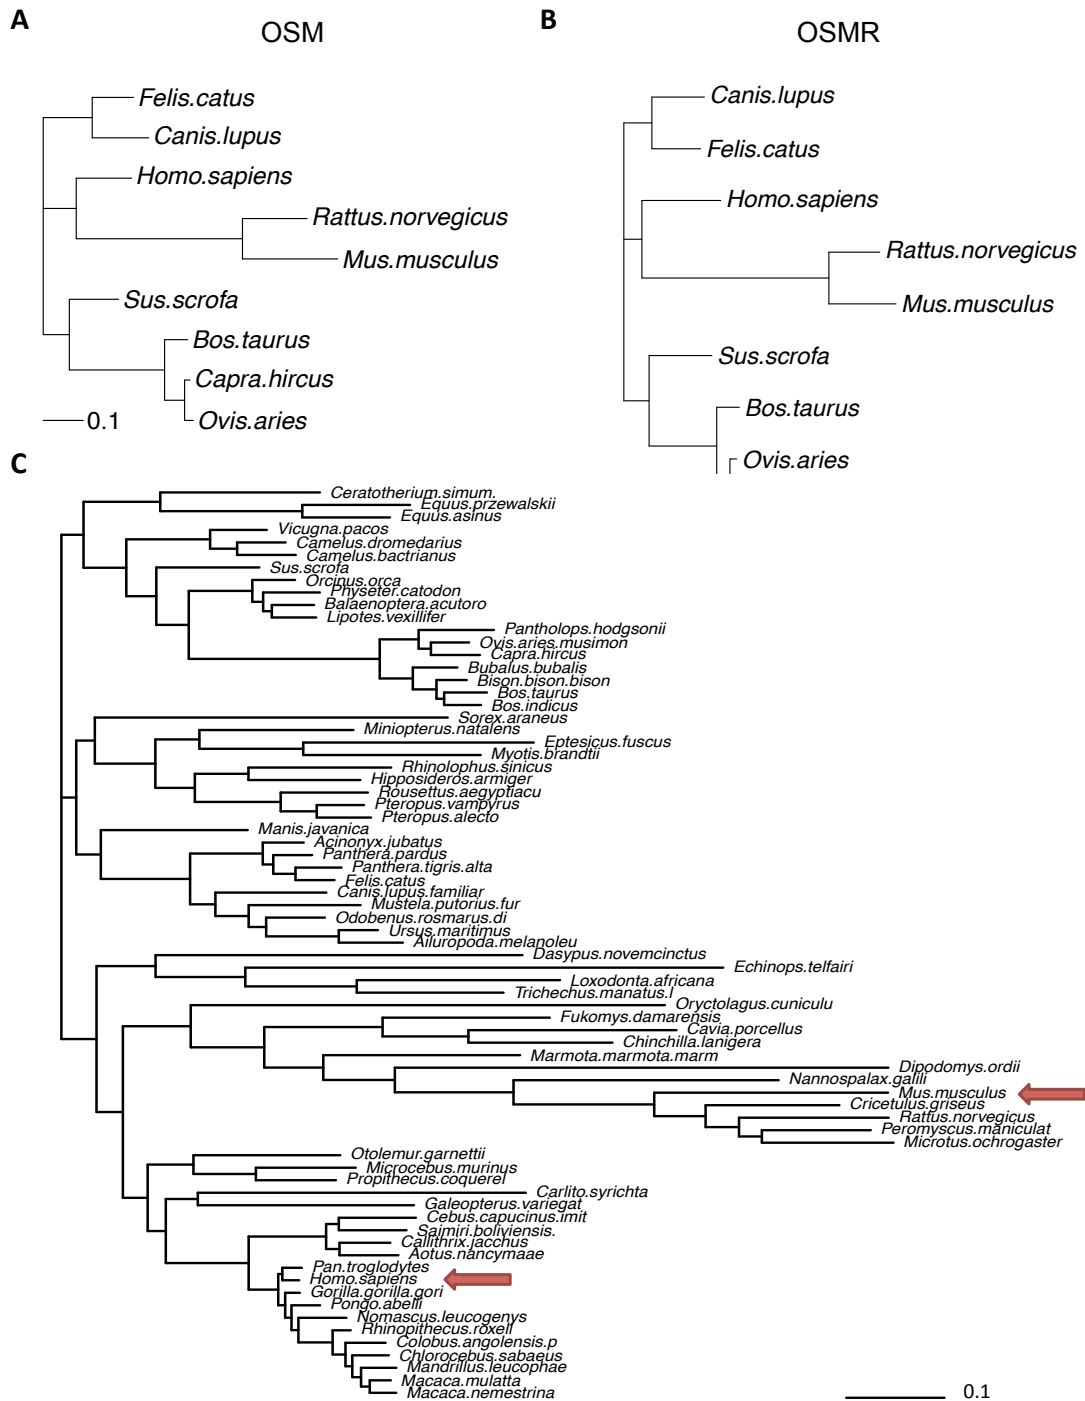 A
OSM
Felis.catus
Canis.lupus
Homo.sapiens
Rattus.norvegicus
Mus.musculus
Sus.scrofa
Bos.taurus
Capra.hircus
Ovis.aries
0.1
B
OSMR
Canis.lupus
Felis.catus
Homo.sapiens
Rattus.norvegicus
Mus.musculus
Sus.scrofa
Bos.taurus
Ovis.aries
C
Ceratotherium.simum.
Equus.przewalskii
Equus.asinus
Vicugna.pacos
Camelus.dromedarius
Camelus.bactrianus
Sus.scrofa
Orcinus.orca
Physeter.catodon
Balaenoptera.acutoro
Lipotes.vexillifer
Pantholops.hodgsonii
Ovis.aries.musimon
Capra.hircus
Bubalus.bubalis
Bison.bison.bison
Bos.taurus
Bos.indicus
Sorex.araneus
Miniopterus.natalens
Eptesicus.fuscus
Myotis.brandtii
Rhinolophus.sinicus
Hipposideros.armiger
Rousettus.aegyptiacu
Pteropus.vampyrus
Pteropus.alecto
Manis.javanica
Acinonyx.jubatus
Panthera.pardus
Panthera.tigris.alta
Felis.catus
Canis.lupus.familiar
Mustela.putorius.fur
Odobenus.rosmarus.di
Ursus.maritimus
Ailuropoda.melanoleu
Dasypus.novemcinctus
Echinops.telfairi
Loxodonta.africana
Trichechus.manatus.l
Oryctolagus.cuniculu
Fukomys.damarensis
Cavia.porcellus
Chinchilla.lanigera
Marmota.marmota.marm
Dipodomys.ordii
Nannospalax.galili
Mus.musculus
Cricetulus.griseus
Rattus.norvegicus
Peromyscus.maniculat
Microtus.ochrogaster
Otolemur.garnettii
Microcebus.murinus
Propithecus.coquerel
Carlito.syrichta
Galeopterus.variegat
Cebus.capucinus.imit
Saimiri.boliviensis.
Callithrix.jacchus
Aotus.nancymaae
Pan.troglodytes
Homo.sapiens
Gorilla.gorilla.gori
Pongo.abelii
Nomascus.leucogenys
Rhinopithecus.roxell
Colobus.angolensis.p
Chlorocebus.sabaeus
Mandrillus.leucophae
Macaca.mulatta
Macaca.nemestrina
0.1